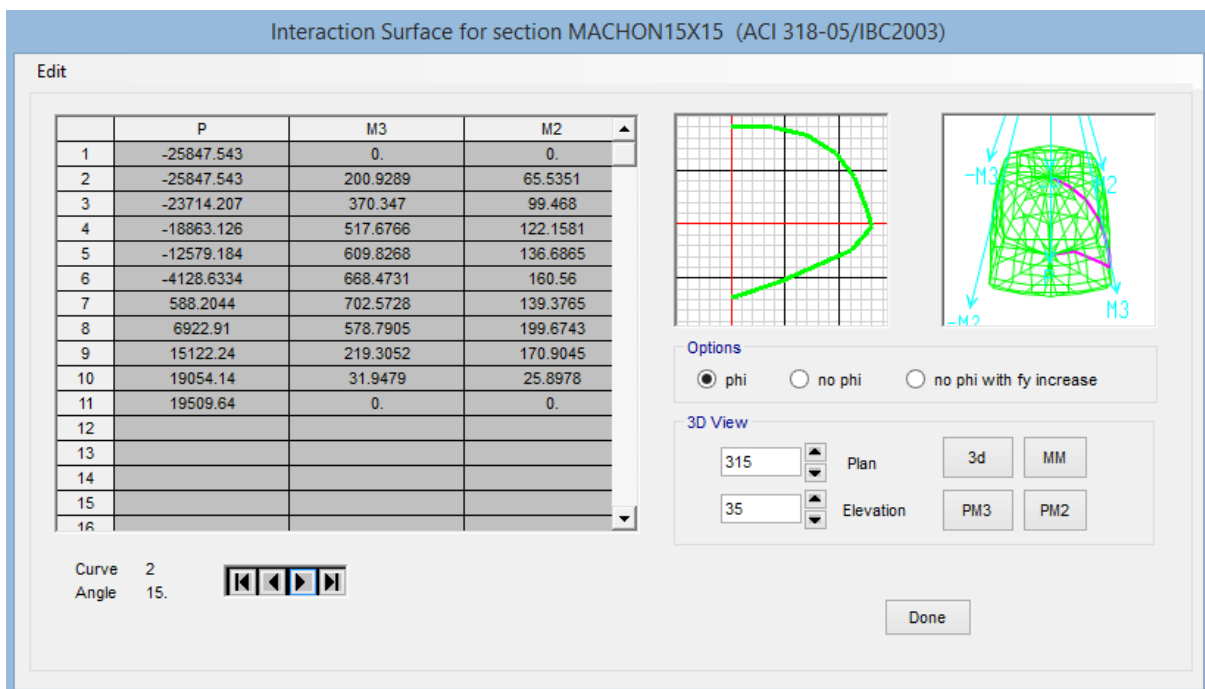 Interaction Surface for section MACHON15X15 (ACI 318-05/IBC2003)
Edit
P M3 M2
1 -25847.543 0. 0.
2 -25847.543 200.9289 65.5351
3 -23714.207 370.347 99.468
4 -18863.126 517.6766 122.1581
5 -12579.184 609.8268 136.6865
6 -4128.6334 668.4731 160.56
7 588.2044 702.5728 139.3765
8 6922.91 578.7905 199.6743
9 15122.24 219.3052 170.9045
10 19054.14 31.9479 25.8978
11 19509.64 0. 0.
12
13
14
15
16
Curve 2
Angle 15.
-M3
M2
M3
-M2
Options
phi no phi no phi with fy increase
3D View
315 Plan 3d MM
35 Elevation PM3 PM2
Done